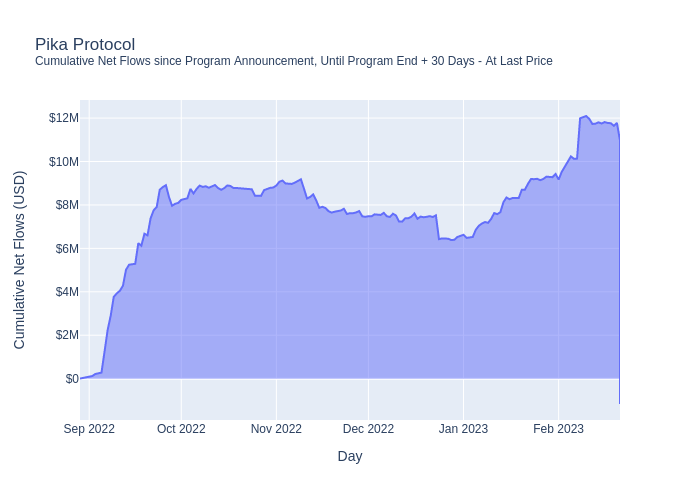 Pika Protocol
Cumulative Net Flows since Program Announcement, Until Program End + 30 Days - At Last Price
Cumulative Net Flows (USD)
$12M
$10M
$8M
$6M
$4M
$2M
$0
Sep 2022 Oct 2022 Nov 2022 Dec 2022 Jan 2023 Feb 2023
Day